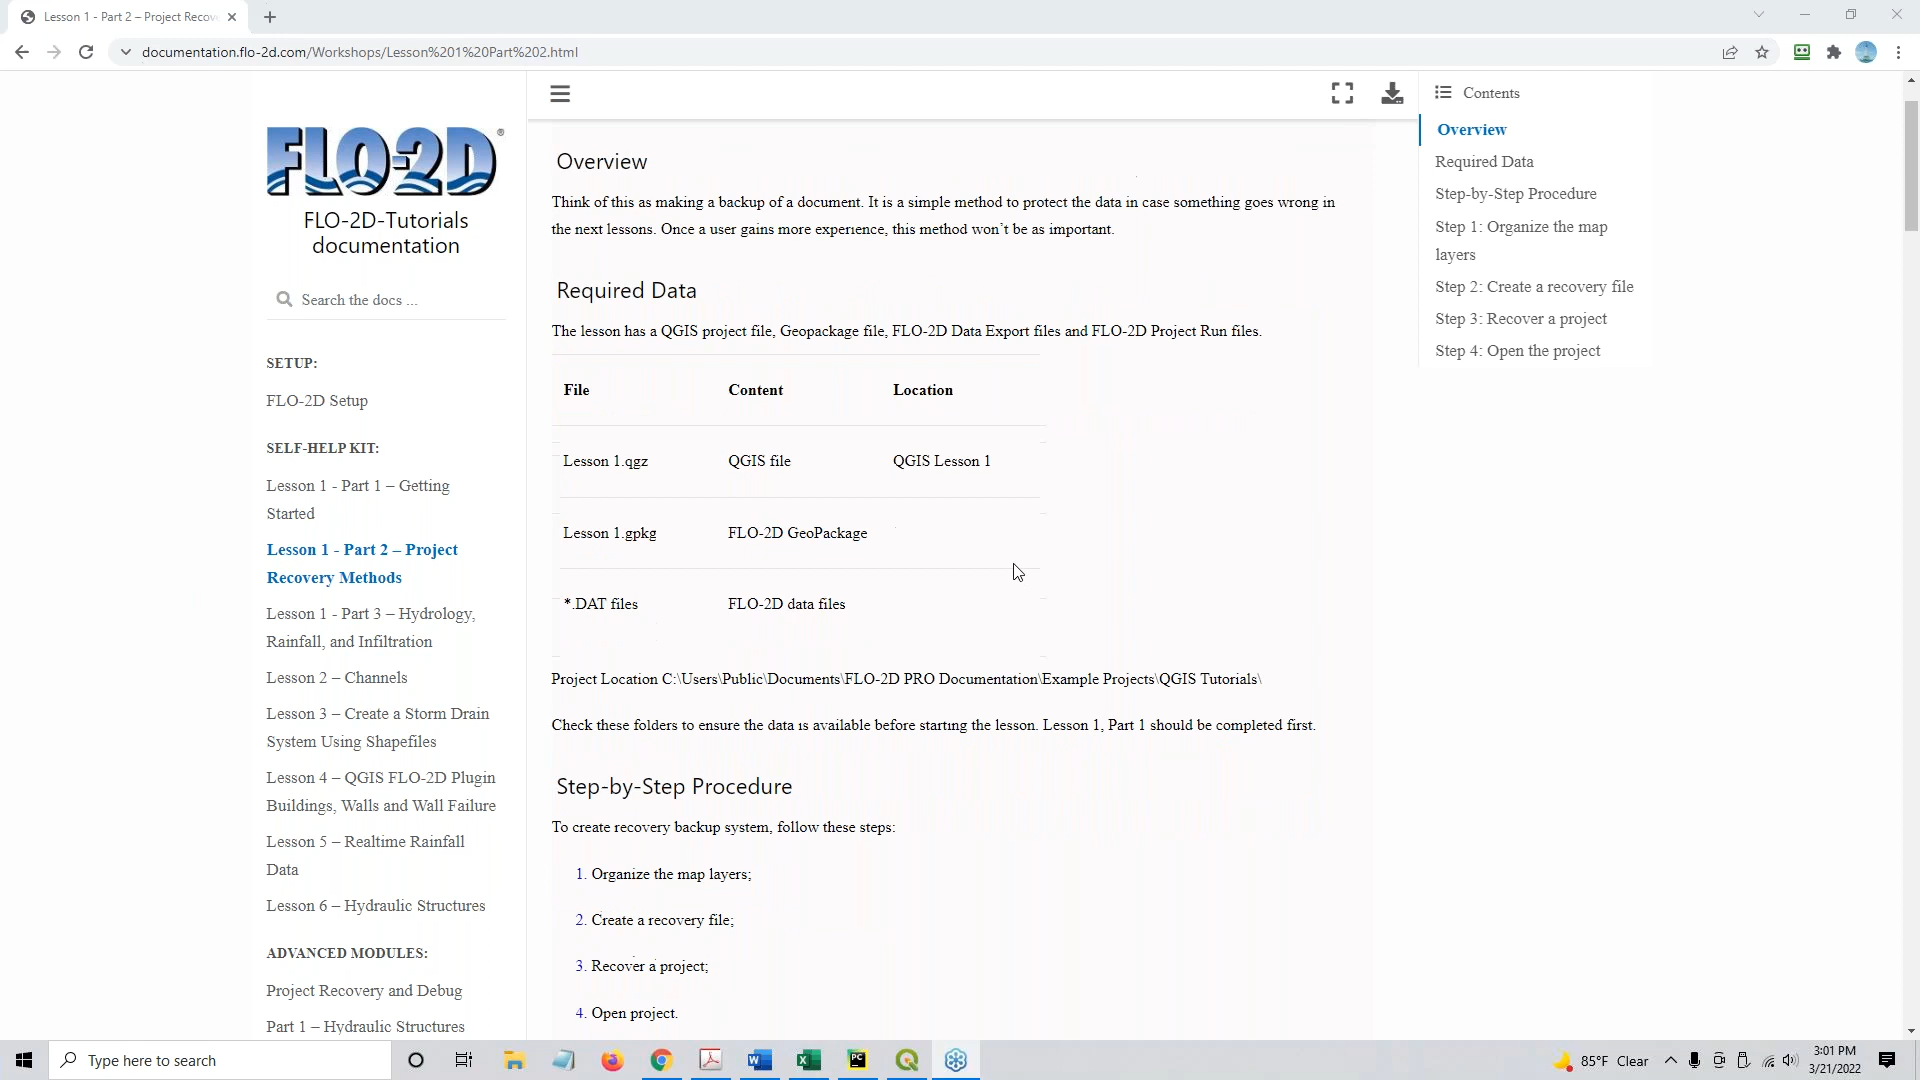 Lesson 1 - Part 2 – Project Recove
documentation.flo-2d.com/Workshops/Lesson%201%20Part%202.html
FLO-2D ®
FLO-2D-Tutorials
documentation
Search the docs ...
SETUP:
FLO-2D Setup
SELF-HELP KIT:
Lesson 1 - Part 1 – Getting
Started
Lesson 1 - Part 2 – Project
Recovery Methods
Lesson 1 - Part 3 – Hydrology,
Rainfall, and Infiltration
Lesson 2 – Channels
Lesson 3 – Create a Storm Drain
System Using Shapefiles
Lesson 4 – QGIS FLO-2D Plugin
Buildings, Walls and Wall Failure
Lesson 5 – Realtime Rainfall
Data
Lesson 6 – Hydraulic Structures
ADVANCED MODULES:
Project Recovery and Debug
Part 1 – Hydraulic Structures
Overview
Think of this as making a backup of a document. It is a simple method to protect the data in case something goes wrong in
the next lessons. Once a user gains more experience, this method won't be as important.
Required Data
The lesson has a QGIS project file, Geopackage file, FLO-2D Data Export files and FLO-2D Project Run files.
File Content Location
Lesson 1.qgz QGIS file QGIS Lesson 1
Lesson 1.gpkg FLO-2D GeoPackage
*.DAT files FLO-2D data files
Project Location C:\Users\Public\Documents\FLO-2D PRO Documentation\Example Projects\QGIS Tutorials\
Check these folders to ensure the data is available before starting the lesson. Lesson 1, Part 1 should be completed first.
Step-by-Step Procedure
To create recovery backup system, follow these steps:
1. Organize the map layers;
2. Create a recovery file;
3. Recover a project;
4. Open project.
Contents
Overview
Required Data
Step-by-Step Procedure
Step 1: Organize the map
layers
Step 2: Create a recovery file
Step 3: Recover a project
Step 4: Open the project
Type here to search
PC
85°F Clear
3:01 PM
3/21/2022